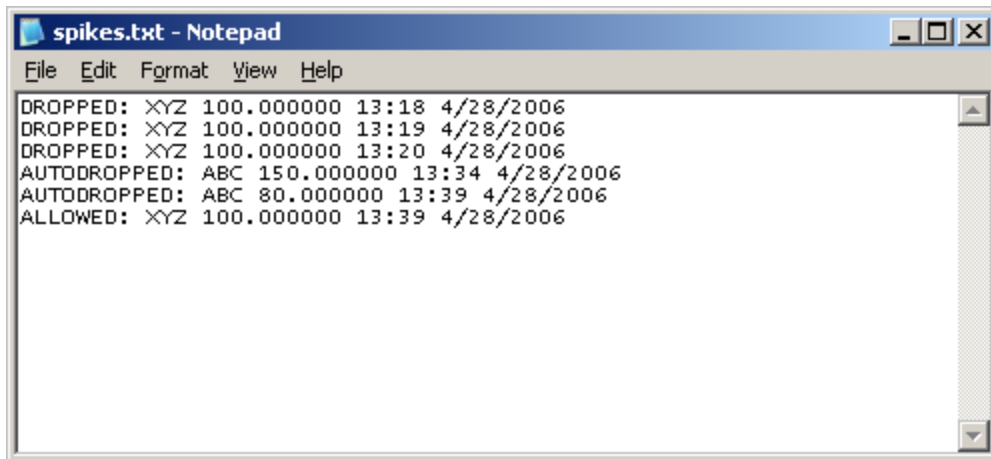 spikes.txt - Notepad
File Edit Format View Help
DROPPED: XYZ 100.000000 13:18 4/28/2006
DROPPED: XYZ 100.000000 13:19 4/28/2006
DROPPED: XYZ 100.000000 13:20 4/28/2006
AUTODROPPED: ABC 150.000000 13:34 4/28/2006
AUTODROPPED: ABC 80.000000 13:39 4/28/2006
ALLOWED: XYZ 100.000000 13:39 4/28/2006